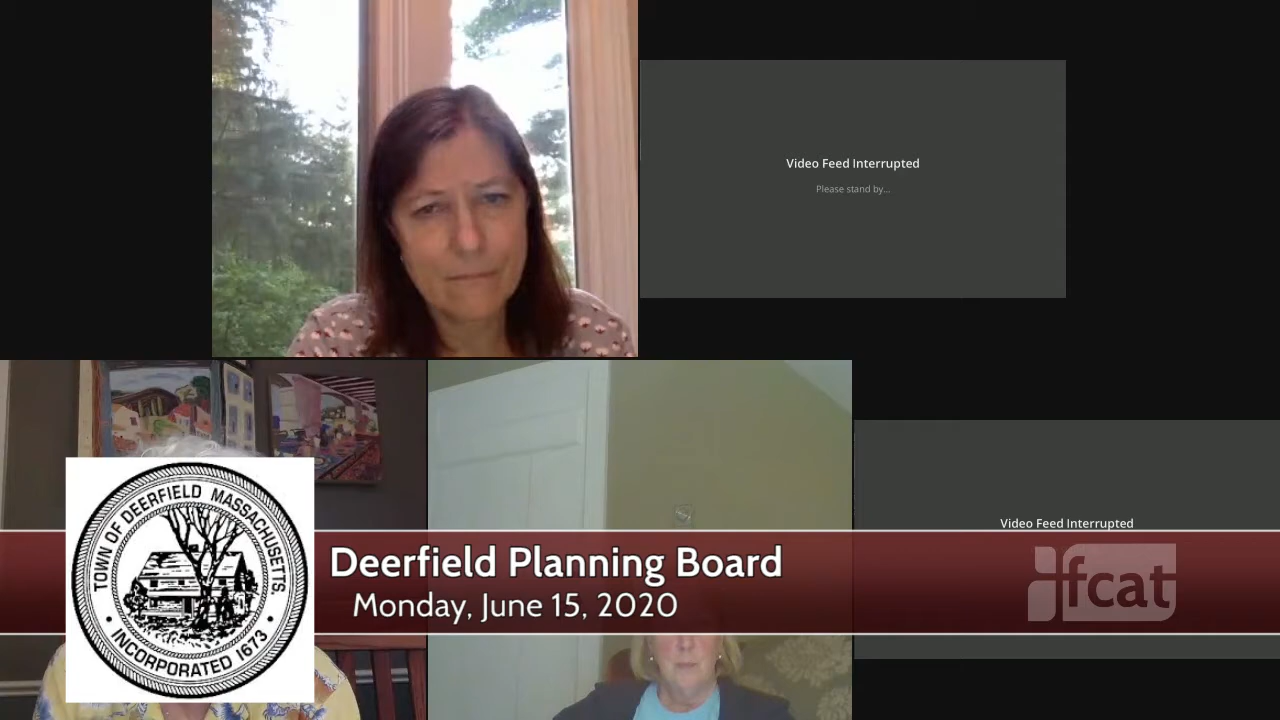 Video Feed Interrupted
Please stand by...
Video Feed Interrupted
TOWN OF DEERFIELD MASSACHUSETTS.
• INCORPORATED 1673 •
Deerfield Planning Board
Monday, June 15, 2020
fcat